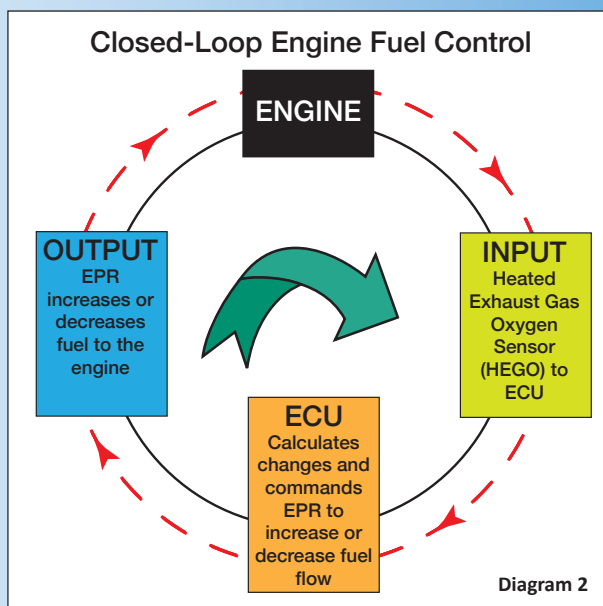 Closed-Loop Engine Fuel Control
ENGINE
OUTPUT
EPR
increases or
decreases
fuel to the
engine
INPUT
Heated
Exhaust Gas
Oxygen
Sensor
(HEGO) to
ECU
ECU
Calculates
changes and
commands
EPR to
increase or
decrease fuel
flow
Diagram 2